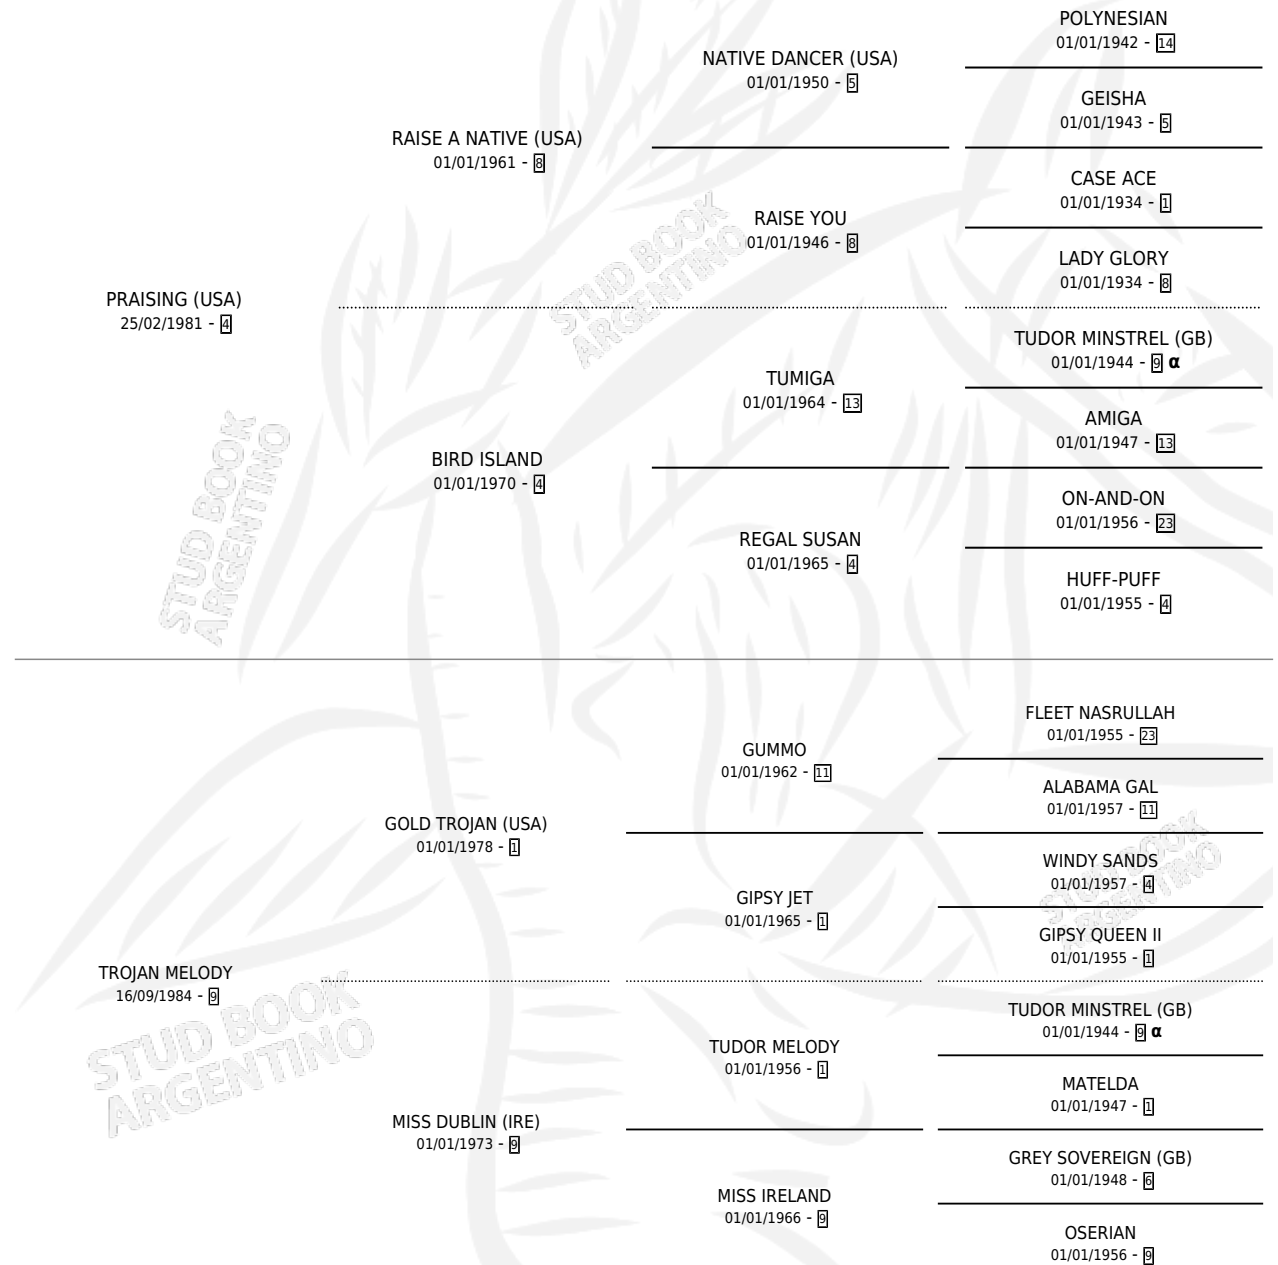 POLYNESIAN
01/01/1942 - 14
NATIVE DANCER (USA)
01/01/1950 - 5
GEISHA
01/01/1943 - 5
RAISE A NATIVE (USA)
01/01/1961 - 8
CASE ACE
01/01/1934 - 1
RAISE YOU
01/01/1946 - 8
LADY GLORY
01/01/1934 - 8
STUD BOOK
ARGENTINO
PRAISING (USA)
25/02/1981 - 4
TUDOR MINSTREL (GB)
01/01/1944 - 9 α
TUMIGA
01/01/1964 - 13
AMIGA
01/01/1947 - 13
BIRD ISLAND
01/01/1970 - 4
ON-AND-ON
01/01/1956 - 23
REGAL SUSAN
01/01/1965 - 4
HUFF-PUFF
01/01/1955 - 4
STUD BOOK
ARGENTINO
FLEET NASRULLAH
01/01/1955 - 23
GUMMO
01/01/1962 - 11
ALABAMA GAL
01/01/1957 - 11
GOLD TROJAN (USA)
01/01/1978 - 1
WINDY SANDS
01/01/1957 - 4
GIPSY JET
01/01/1965 - 1
GIPSY QUEEN II
01/01/1955 - 1
STUD BOOK
ARGENTINO
TROJAN MELODY
16/09/1984 - 9
TUDOR MINSTREL (GB)
01/01/1944 - 9 α
TUDOR MELODY
01/01/1956 - 1
MATELDA
01/01/1947 - 1
MISS DUBLIN (IRE)
01/01/1973 - 9
GREY SOVEREIGN (GB)
01/01/1948 - 6
MISS IRELAND
01/01/1966 - 9
OSERIAN
01/01/1956 - 9
STUD BOOK
ARGENTINO